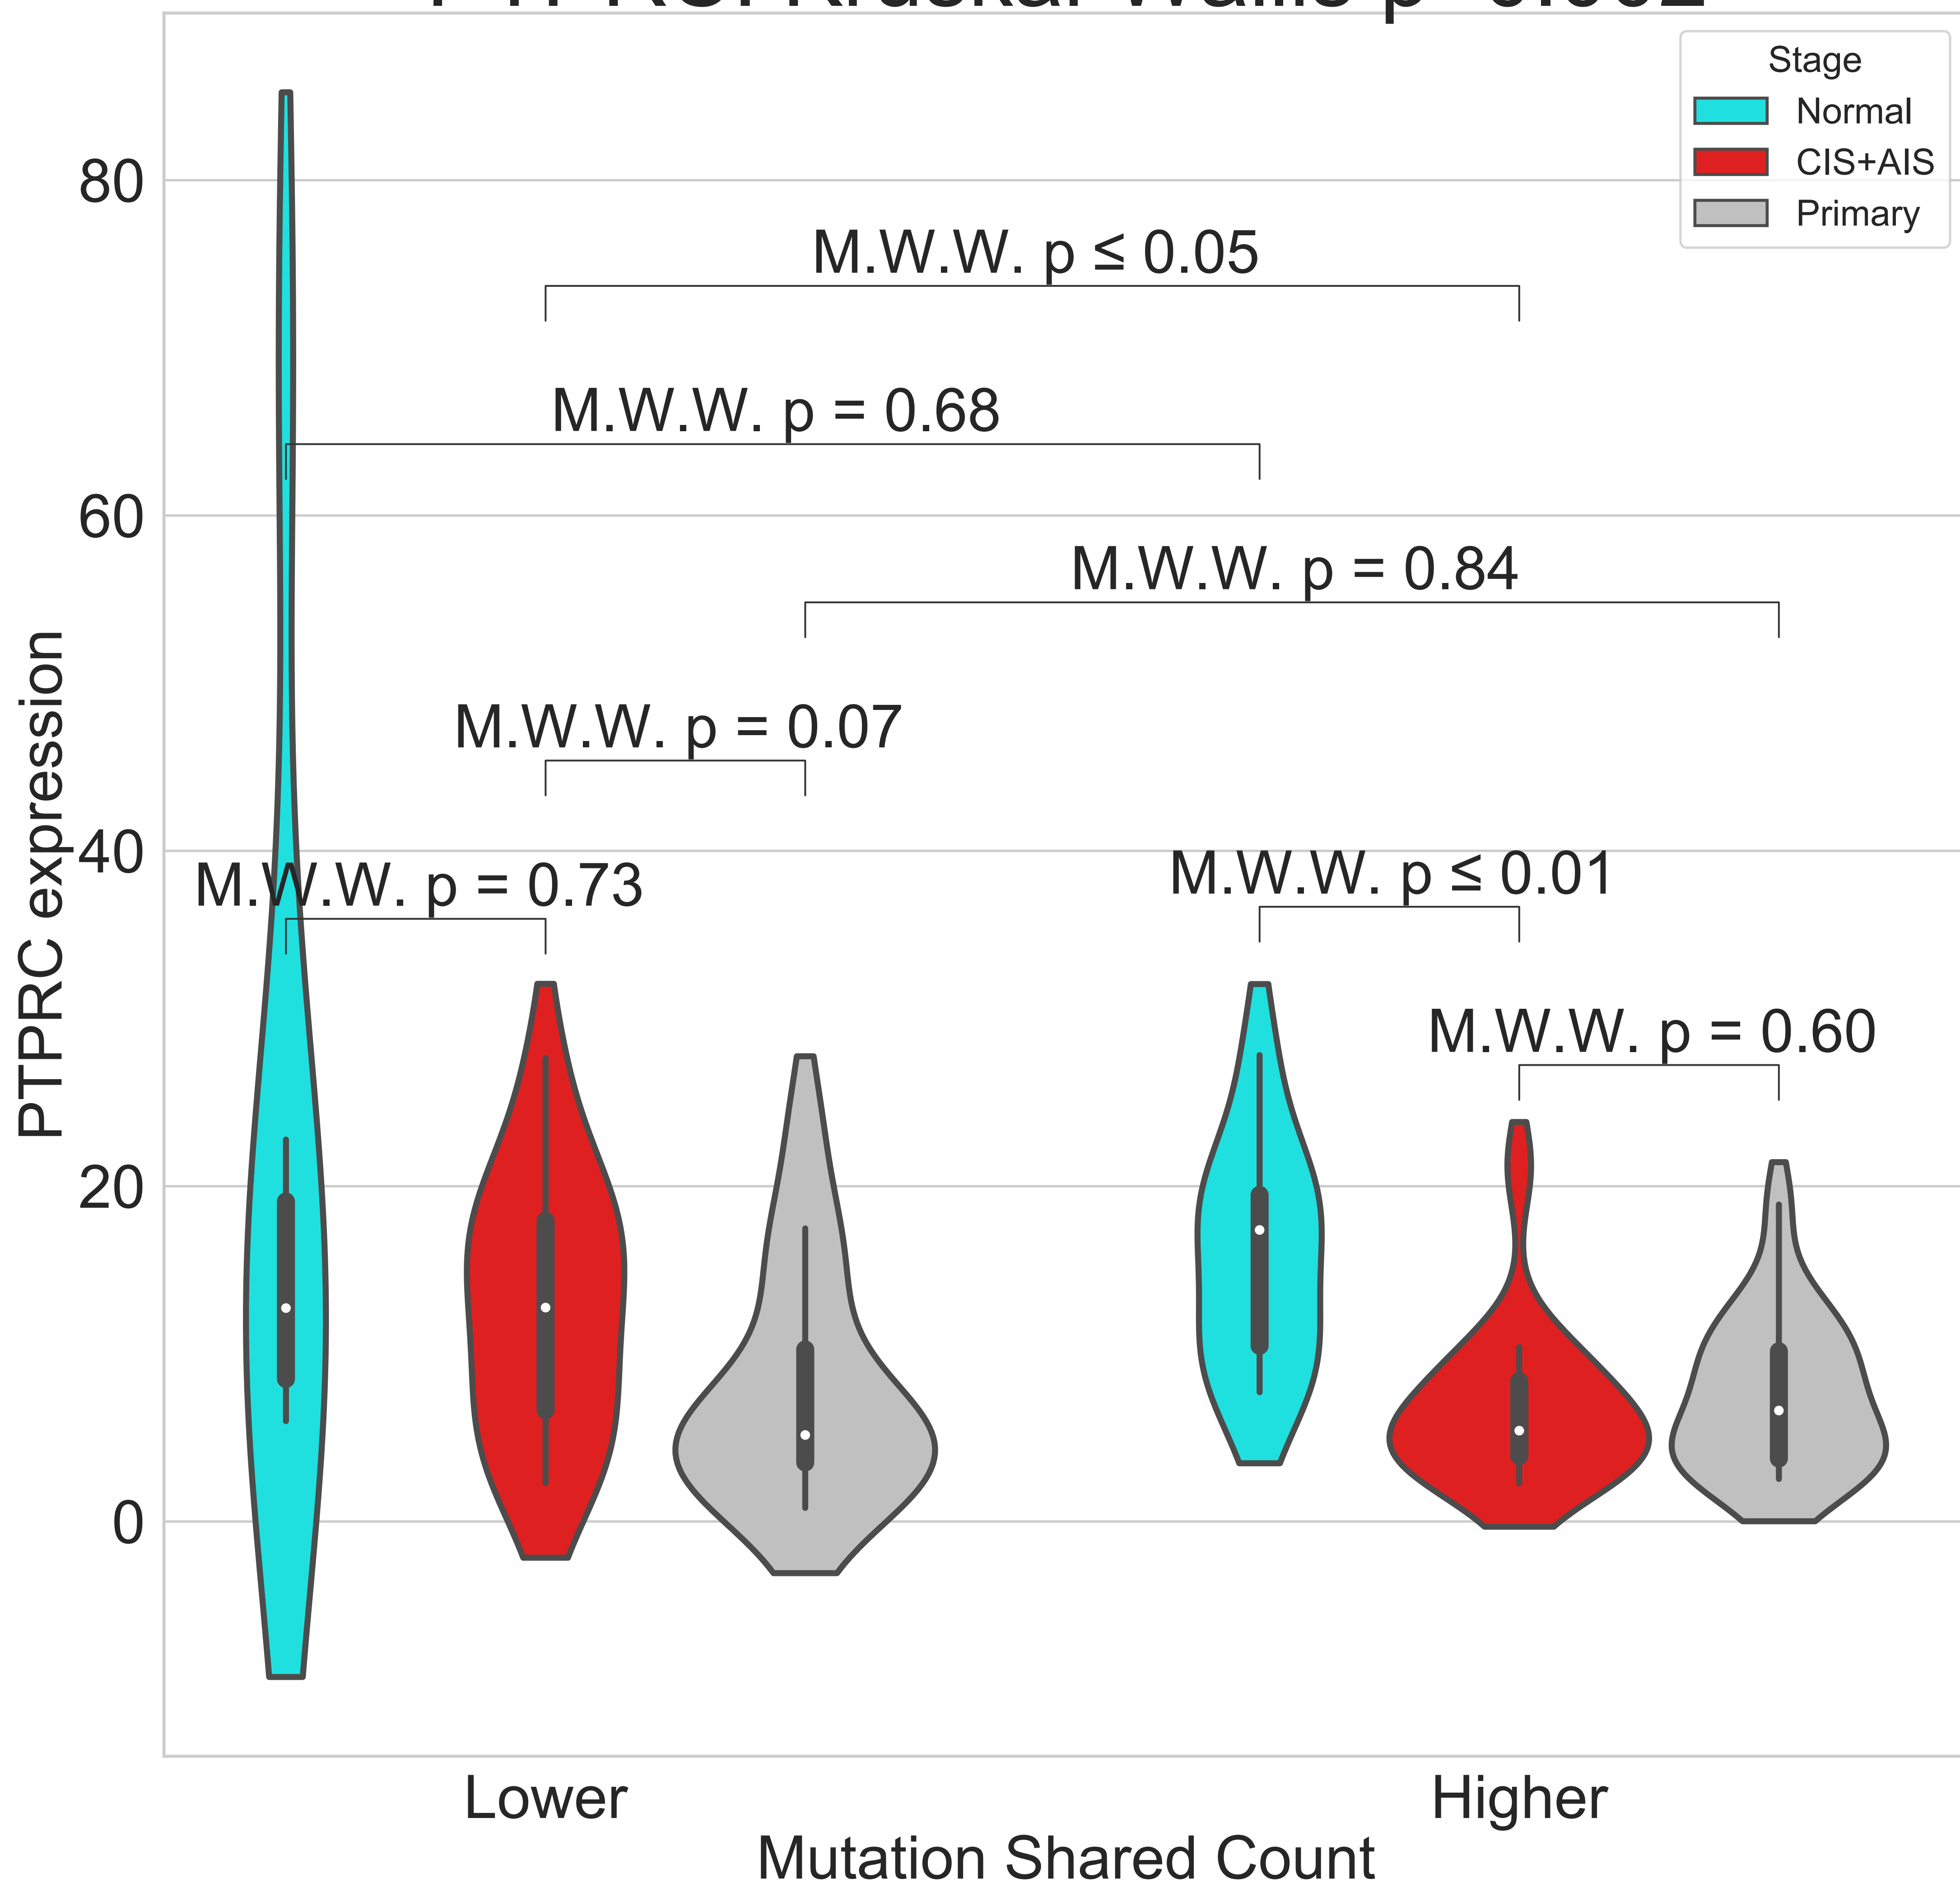 Stage
Normal
CIS+AIS
Primary
80
60
40
20
0
PTPRC expression
M.W.W. p ≤ 0.05
M.W.W. p = 0.68
M.W.W. p = 0.84
M.W.W. p = 0.07
M.W.W. p = 0.73
M.W.W. p ≤ 0.01
M.W.W. p = 0.60
Lower
Higher
Mutation Shared Count